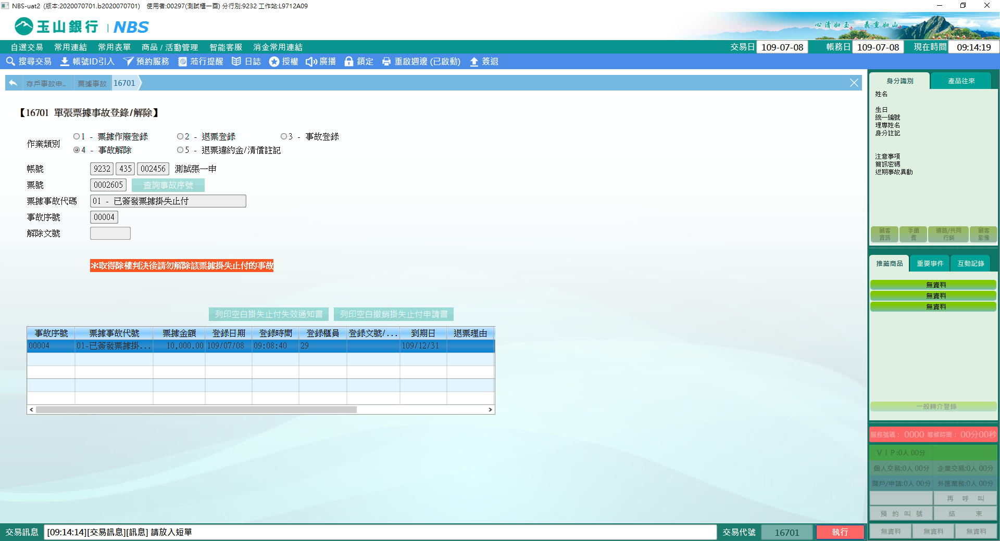 NBS-uat2 (版本:2020070701.b2020070701) 使用者:00297(測試櫃一酉) 分行別:9232 工作站:L9712A09
玉山銀行 | NBS
心清如玉。義重如山。
自選交易 常用連結 常用表單 商品 / 活動管理 智能客服 消金常用連結 交易日 109-07-08 帳務日 109-07-08 現在時間 09:14:19
搜尋交易 帳號ID引入 預約服務 蒞行提醒 日誌 授權 廣播 鎖定 重啟週邊 (已啟動) 簽退
存戶事故申.. 票據事故 16701
【16701 單張票據事故登錄/解除】
作業類別
1 - 票據作廢登錄 2 - 退票登錄 3 - 事故登錄
4 - 事故解除 5 - 退票違約金/清償註記
帳號 9232 435 002456 測試張一申
票號 0002605 查詢事故序號
票據事故代碼 01 - 已簽發票據掛失止付
事故序號 00004
解除文號
＊取得除權判決後請勿解除該票據掛失止付的事故
列印空白掛失止付失效通知書 列印空白撤銷掛失止付申請書
事故序號 票據事故代號 票據金額 登錄日期 登錄時間 登錄櫃員 登錄文號/... 到期日 退票理由
00004 01-已簽發票據掛... 10,000.00 109/07/08 09:08:40 29 109/12/31
身分識別 產品往來
姓名
生日
統一編號
理專姓名
身分註記
注意事項
簡訊密碼
近期事故異動
顧客資訊 手續費 通路/共同行銷 顧客影像
推薦商品 重要事件 互動記錄
無資料
無資料
無資料
一般轉介登錄
服務號碼： 0000 等候時間： 00分00秒
ＶＩＰ:0人 00分
個人交易:0人 00分 企業交易:0人 00分
開戶/申請:0人 00分 外匯業務:0人 00分
再 呼 叫
預 約 叫 號 結 束
無資料 無資料 無資料
交易訊息 [09:14:14][交易訊息][訊息] 請放入短單 交易代號 16701 執行